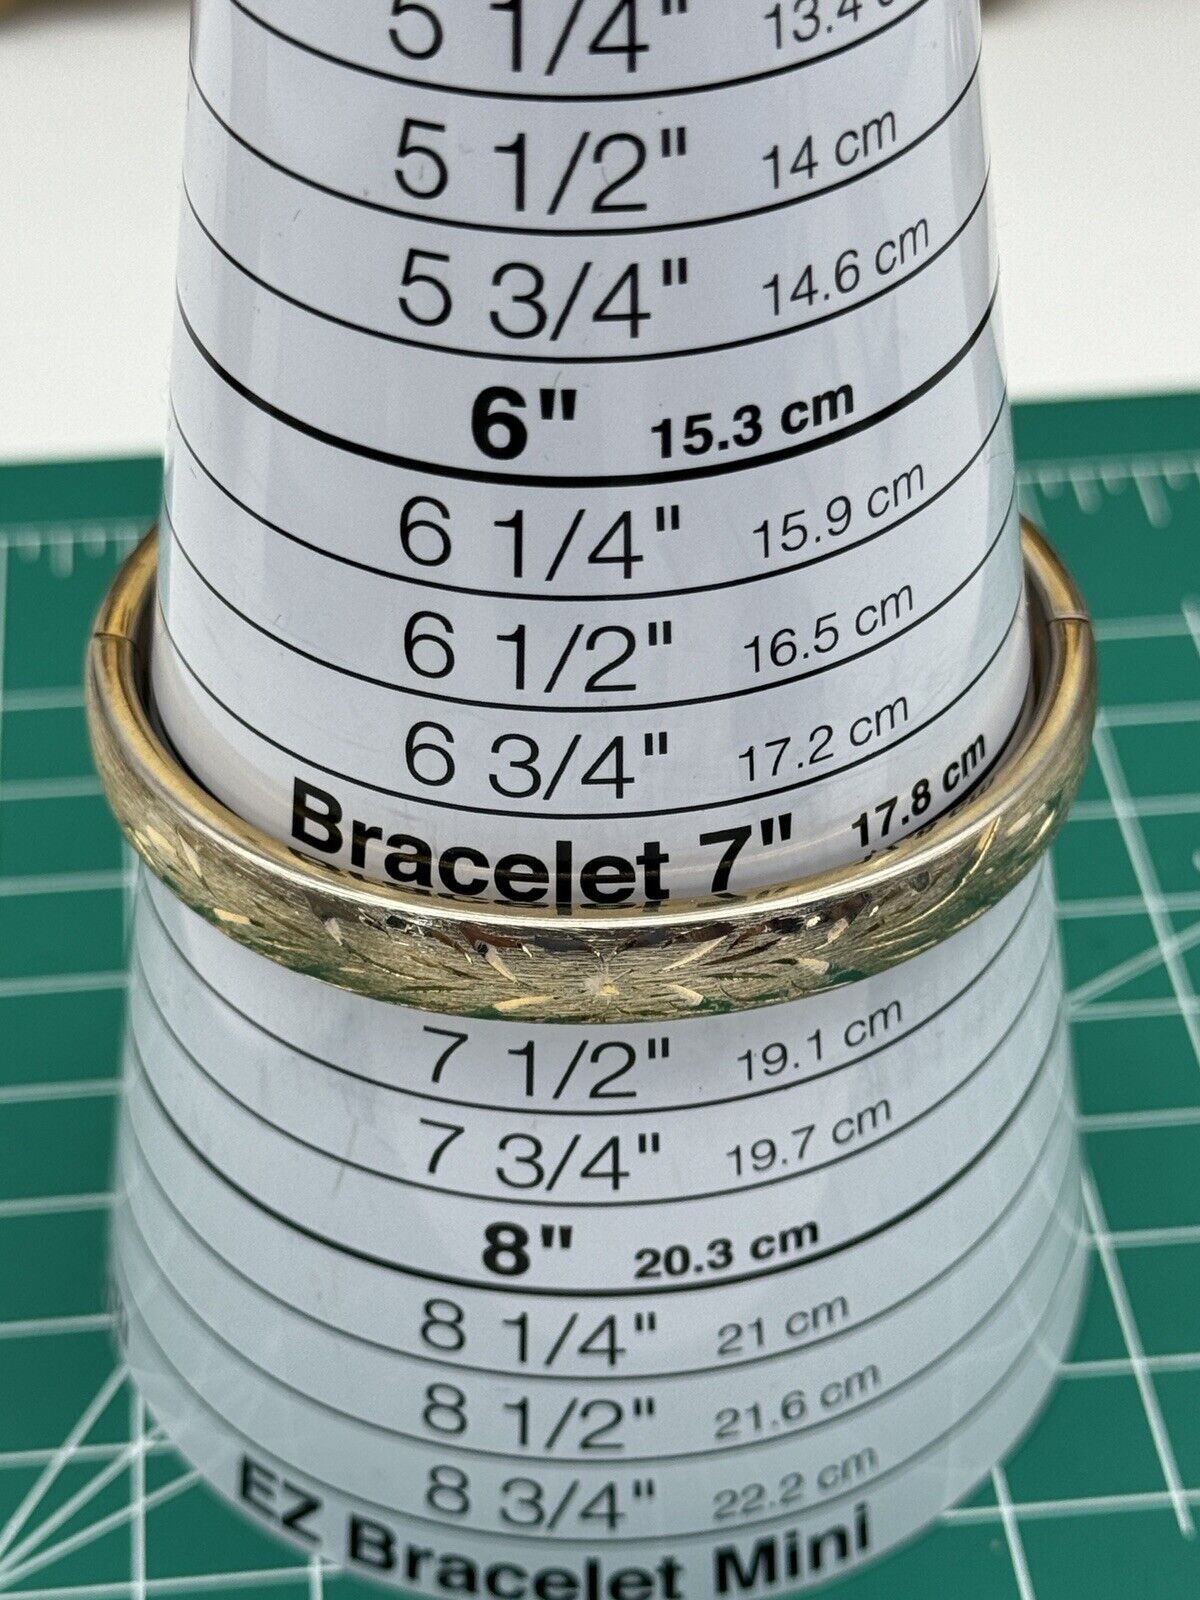 5 1/4" 13.4
5 1/2" 14 cm
5 3/4" 14.6 cm
6" 15.3 cm
6 1/4" 15.9 cm
6 1/2" 16.5 cm
6 3/4" 17.2 cm
Bracelet 7" 17.8 cm
7 1/2" 19.1 cm
7 3/4" 19.7 cm
8" 20.3 cm
8 1/4" 21 cm
8 1/2" 21.6 cm
8 3/4" 22.2 cm
EZ Bracelet Mini